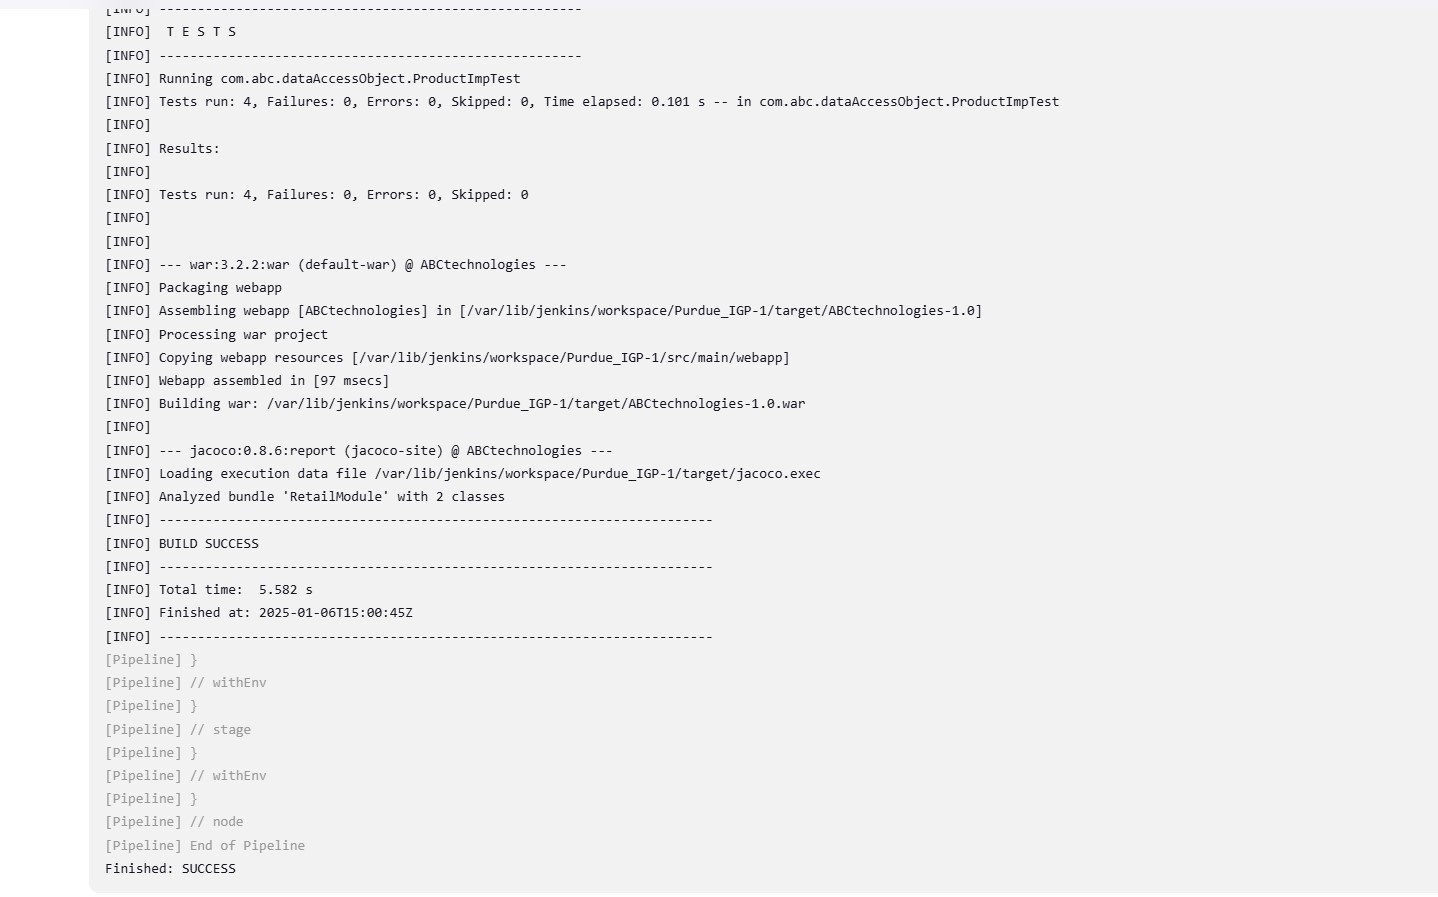 [INFO] -------------------------------------------------------
[INFO]  T E S T S
[INFO] -------------------------------------------------------
[INFO] Running com.abc.dataAccessObject.ProductImpTest
[INFO] Tests run: 4, Failures: 0, Errors: 0, Skipped: 0, Time elapsed: 0.101 s -- in com.abc.dataAccessObject.ProductImpTest
[INFO]
[INFO] Results:
[INFO]
[INFO] Tests run: 4, Failures: 0, Errors: 0, Skipped: 0
[INFO]
[INFO]
[INFO] --- war:3.2.2:war (default-war) @ ABCtechnologies ---
[INFO] Packaging webapp
[INFO] Assembling webapp [ABCtechnologies] in [/var/lib/jenkins/workspace/Purdue_IGP-1/target/ABCtechnologies-1.0]
[INFO] Processing war project
[INFO] Copying webapp resources [/var/lib/jenkins/workspace/Purdue_IGP-1/src/main/webapp]
[INFO] Webapp assembled in [97 msecs]
[INFO] Building war: /var/lib/jenkins/workspace/Purdue_IGP-1/target/ABCtechnologies-1.0.war
[INFO]
[INFO] --- jacoco:0.8.6:report (jacoco-site) @ ABCtechnologies ---
[INFO] Loading execution data file /var/lib/jenkins/workspace/Purdue_IGP-1/target/jacoco.exec
[INFO] Analyzed bundle 'RetailModule' with 2 classes
[INFO] ------------------------------------------------------------------------
[INFO] BUILD SUCCESS
[INFO] ------------------------------------------------------------------------
[INFO] Total time:  5.582 s
[INFO] Finished at: 2025-01-06T15:00:45Z
[INFO] ------------------------------------------------------------------------
[Pipeline] }
[Pipeline] // withEnv
[Pipeline] }
[Pipeline] // stage
[Pipeline] }
[Pipeline] // withEnv
[Pipeline] }
[Pipeline] // node
[Pipeline] End of Pipeline
Finished: SUCCESS